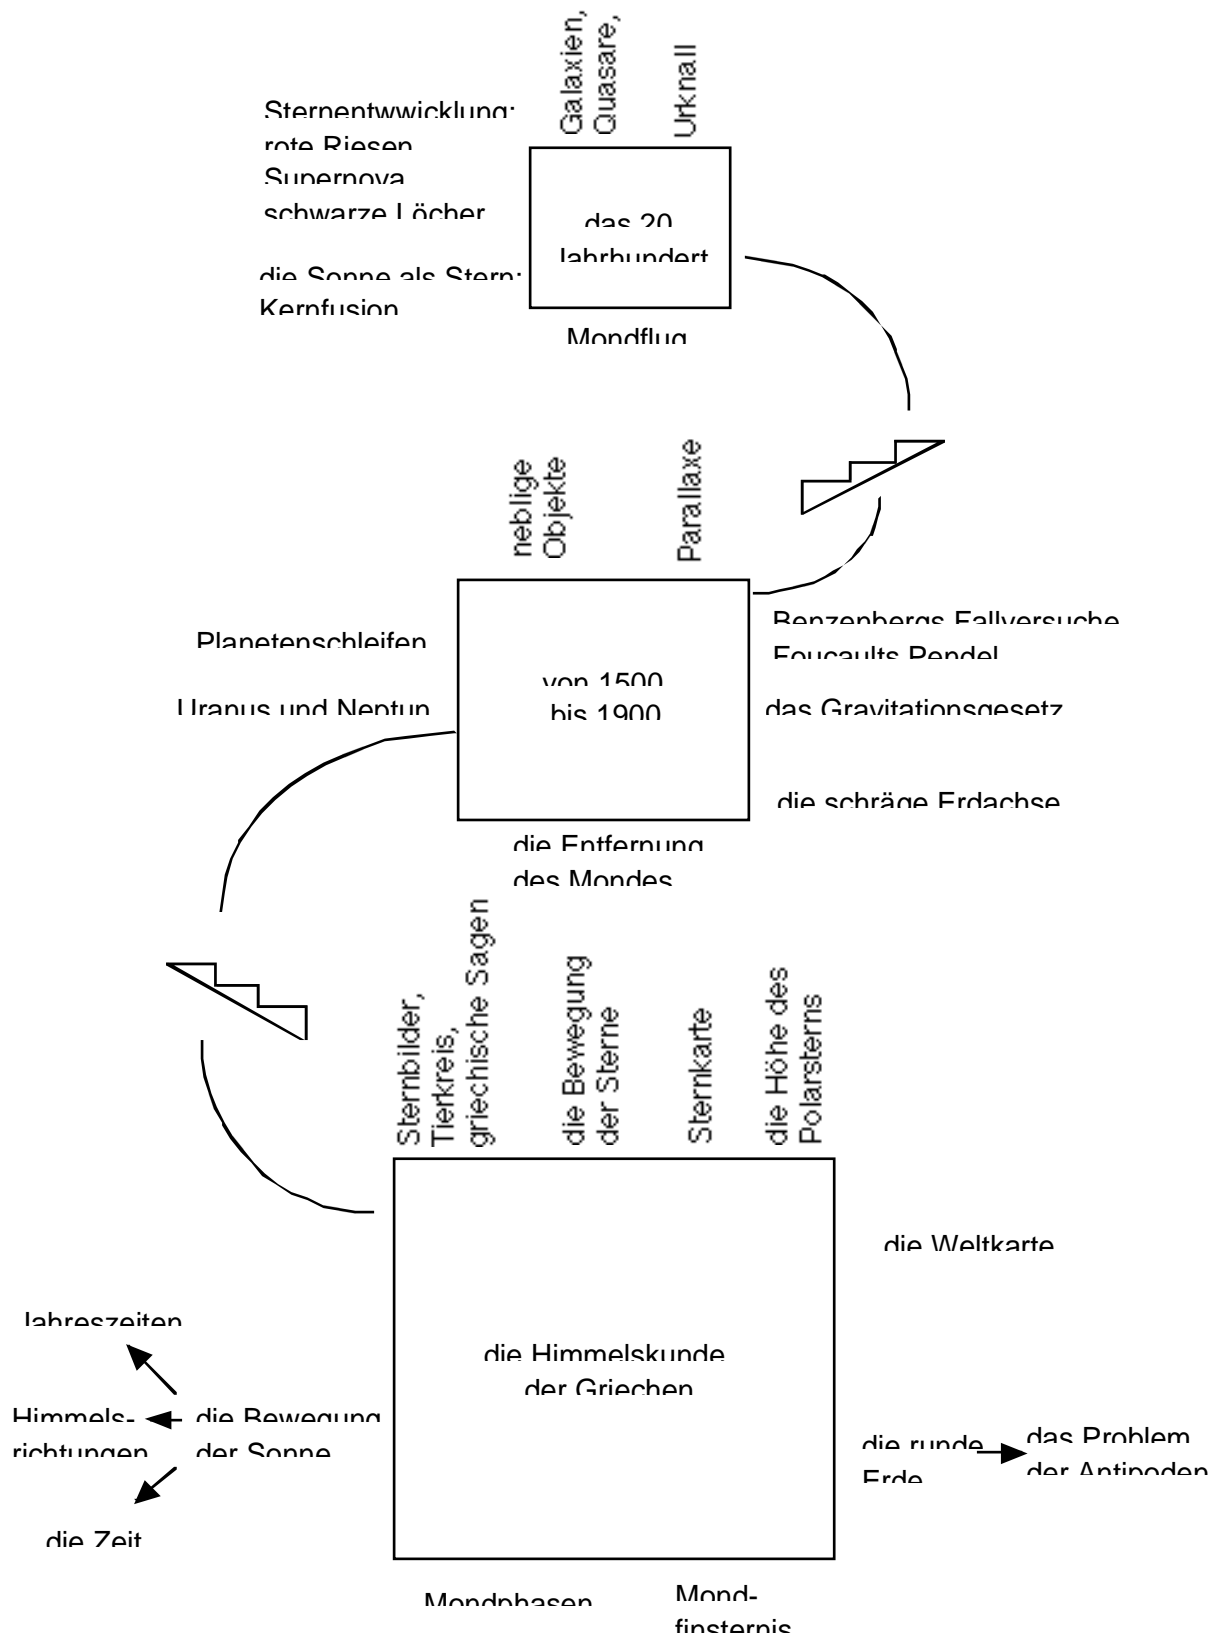 Galaxien,
Quasare,
Urknall
Sternentwwicklung:
rote Riesen
Supernova
schwarze Löcher
die Sonne als Stern:
Kernfusion
das 20
Jahrhundert
Mondflug
neblige
Objekte
Parallaxe
Planetenschleifen
Uranus und Neptun
von 1500
bis 1900
Benzenbergs Fallversuche
Foucaults Pendel
das Gravitationsgesetz
die schräge Erdachse
die Entfernung
des Mondes
Sternbilder,
Tierkreis,
griechische Sagen
die Bewegung
der Sterne
Sternkarte
die Höhe des
Polarsterns
die Weltkarte
Jahreszeiten
Himmels-
richtungen
die Bewegung
der Sonne
die Zeit
die Himmelskunde
der Griechen
die runde
Erde
das Problem
der Antipoden
Mondphasen
Mond-
finsternis